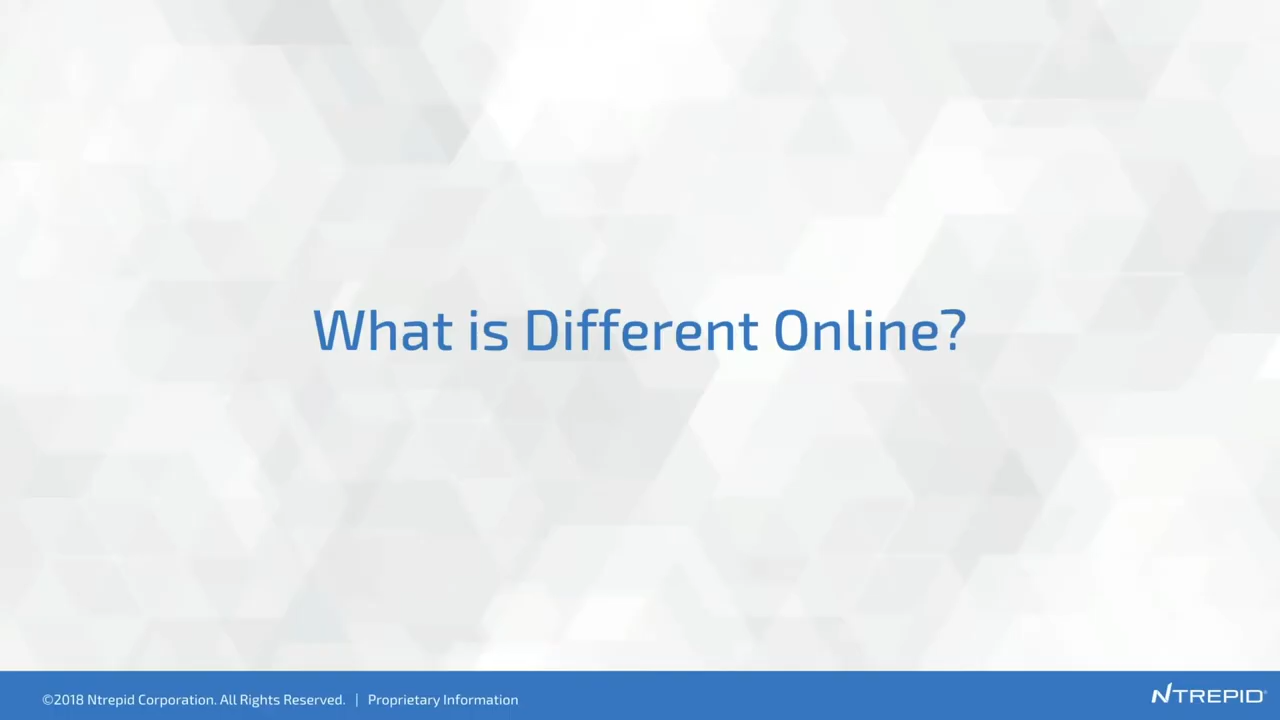 What is Different Online?
©2018 Ntrepid Corporation. All Rights Reserved. | Proprietary Information
NTREPID®